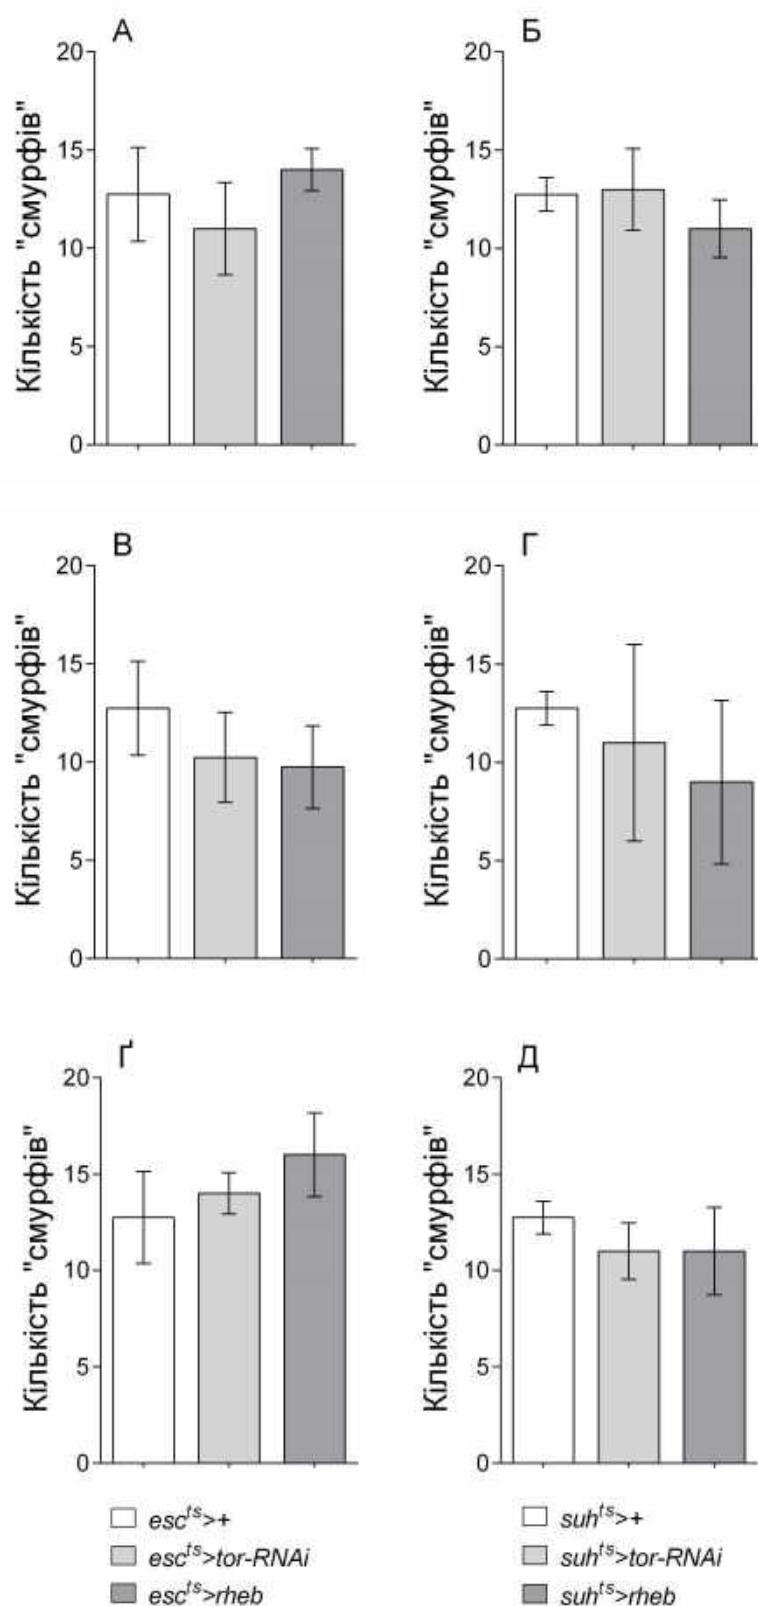 А
20
15
10
5
0
Кількість "смурфів"
Б
20
15
10
5
0
Кількість "смурфів"
В
20
15
10
5
0
Кількість "смурфів"
Г
20
15
10
5
0
Кількість "смурфів"
Ґ
20
15
10
5
0
Кількість "смурфів"
Д
20
15
10
5
0
Кількість "смурфів"
esc^ts>+
esc^ts>tor-RNAi
esc^ts>rheb
suh^ts>+
suh^ts>tor-RNAi
suh^ts>rheb